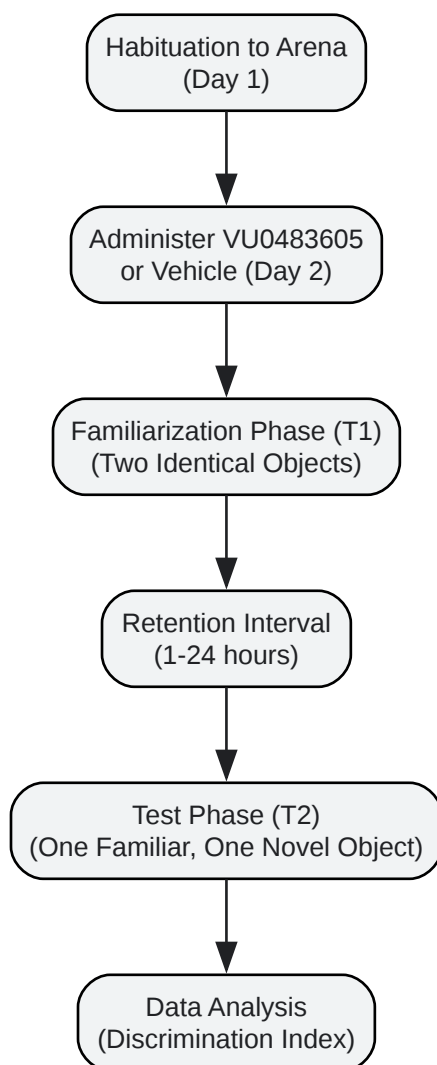 Habituation to Arena
(Day 1)
Administer VU0483605
or Vehicle (Day 2)
Familiarization Phase (T1)
(Two Identical Objects)
Retention Interval
(1-24 hours)
Test Phase (T2)
(One Familiar, One Novel Object)
Data Analysis
(Discrimination Index)